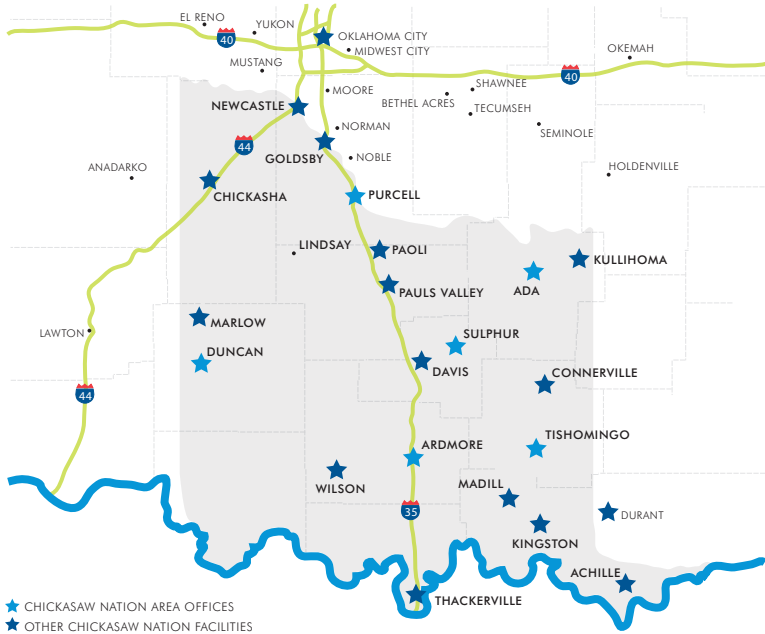 EL RENO
YUKON
40
OKLAHOMA CITY
MIDWEST CITY
OKEMAH
MUSTANG
40
SHAWNEE
MOORE
BETHEL ACRES
NEWCASTLE
TECUMSEH
NORMAN
SEMINOLE
44
GOLDSBY
NOBLE
ANADARKO
HOLDENVILLE
CHICKASHA
PURCELL
LINDSAY
PAOLI
KULLIHOMA
ADA
PAULS VALLEY
MARLOW
LAWTON
SULPHUR
DUNCAN
DAVIS
CONNERVILLE
44
ARDMORE
TISHOMINGO
WILSON
MADILL
35
DURANT
KINGSTON
ACHILLE
THACKERVILLE
CHICKASAW NATION AREA OFFICES
OTHER CHICKASAW NATION FACILITIES